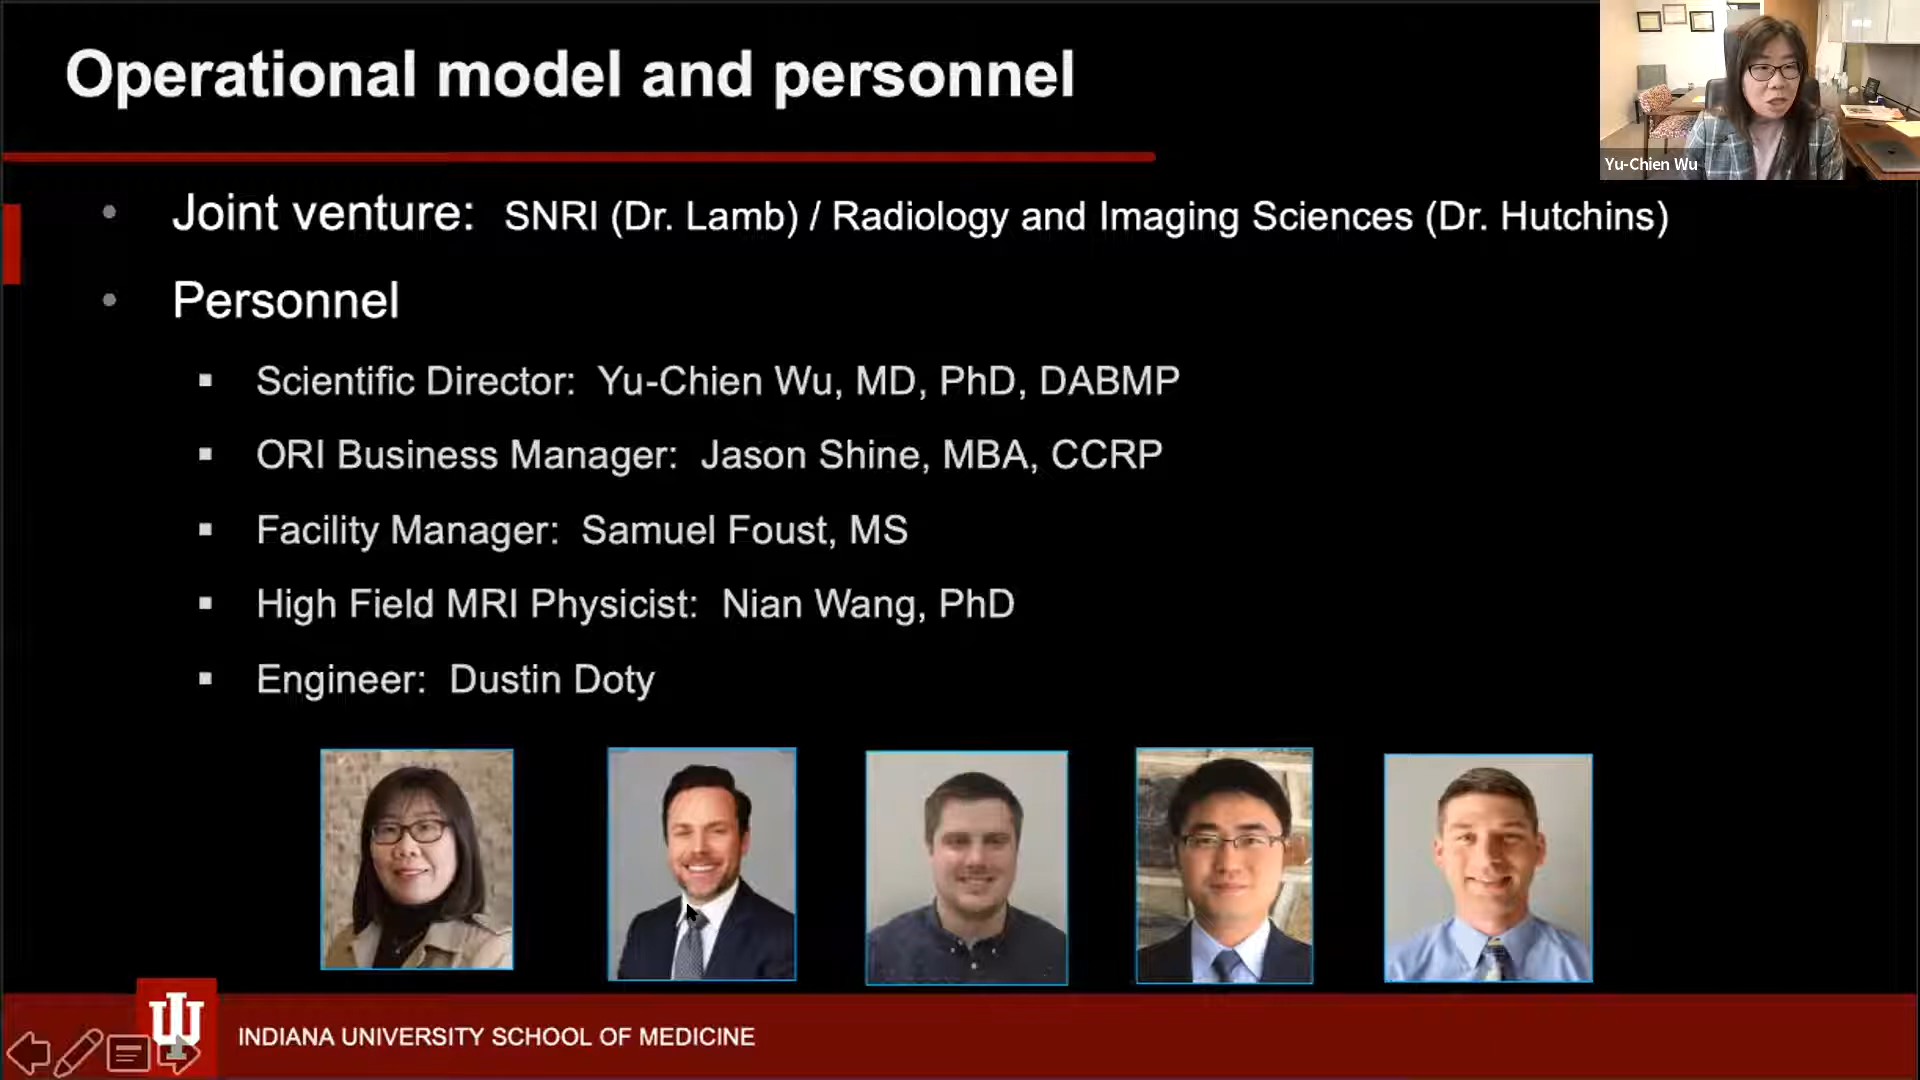 Operational model and personnel
Yu-Chien Wu
• Joint venture: SNRI (Dr. Lamb) / Radiology and Imaging Sciences (Dr. Hutchins)
• Personnel
▪ Scientific Director: Yu-Chien Wu, MD, PhD, DABMP
▪ ORI Business Manager: Jason Shine, MBA, CCRP
▪ Facility Manager: Samuel Foust, MS
▪ High Field MRI Physicist: Nian Wang, PhD
▪ Engineer: Dustin Doty
INDIANA UNIVERSITY SCHOOL OF MEDICINE